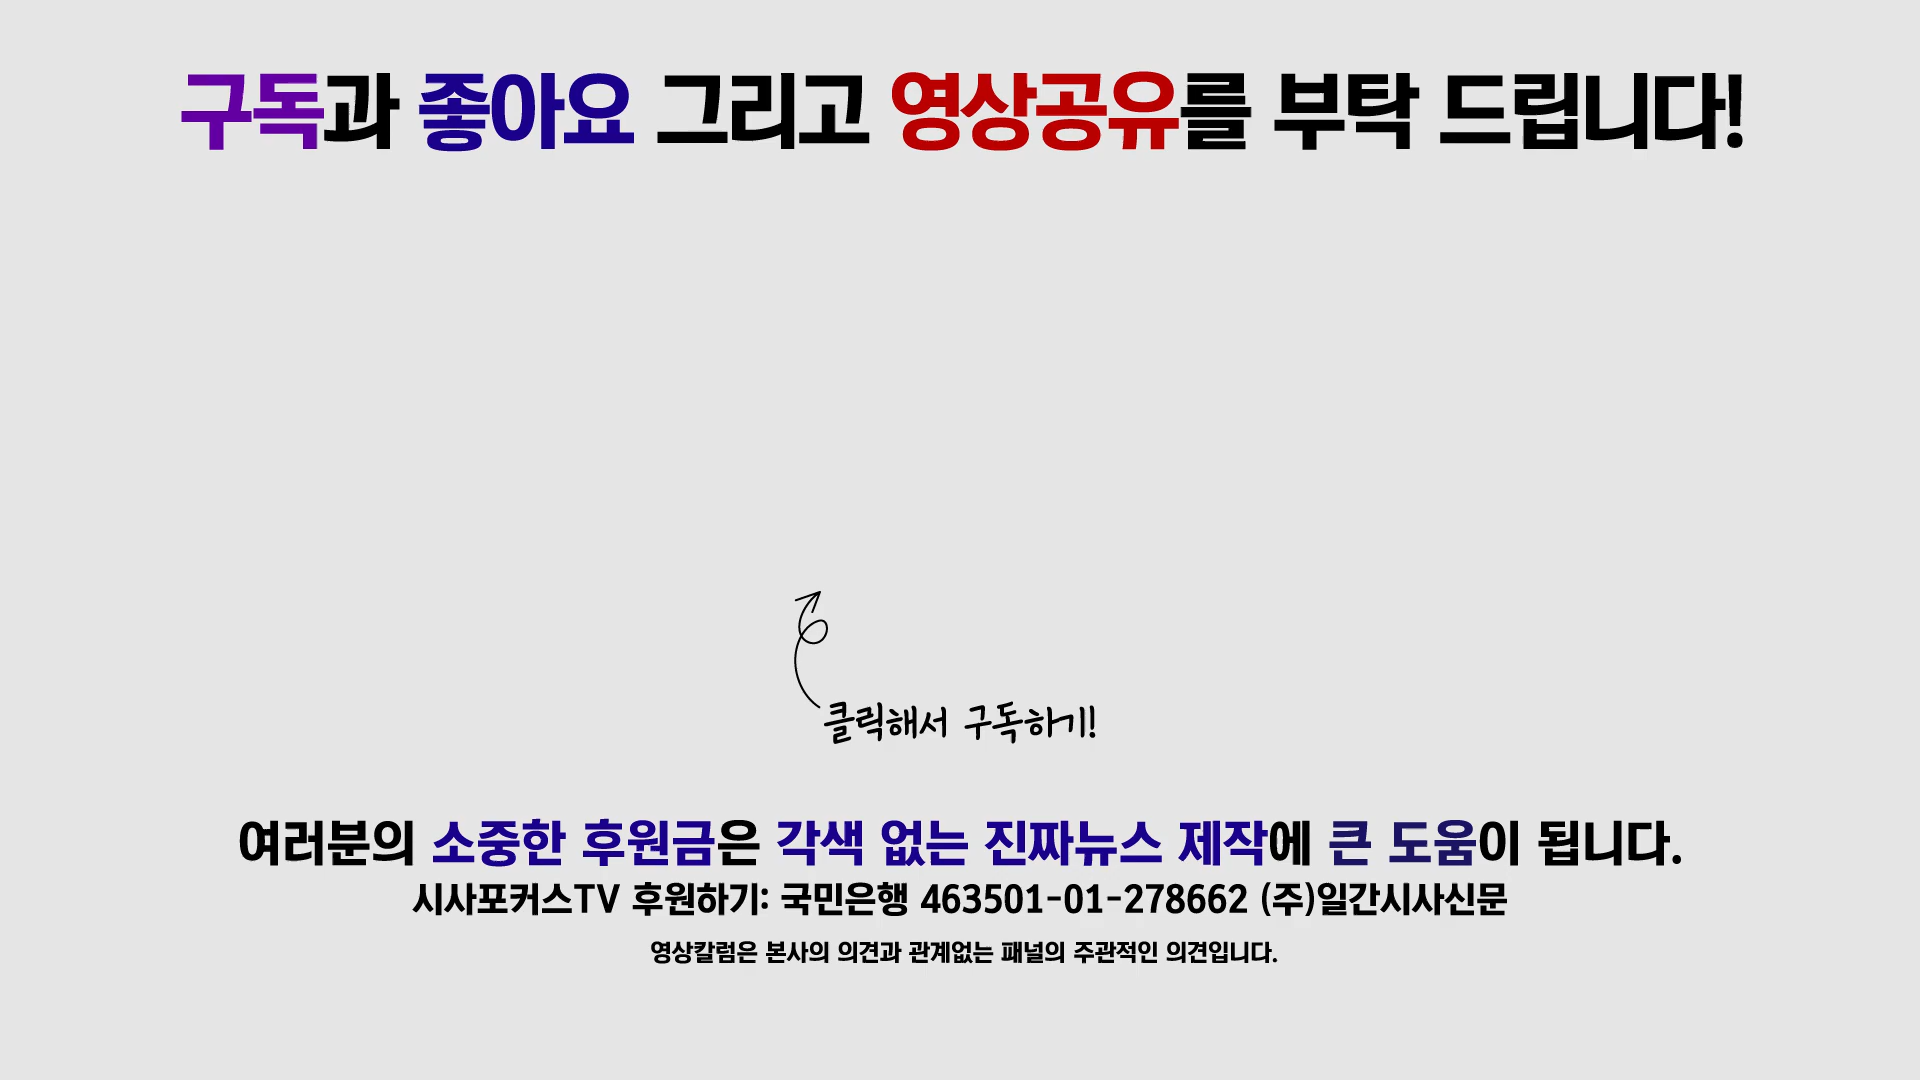 구독과 좋아요 그리고 영상공유를 부탁 드립니다!
클릭해서 구독하기!
여러분의 소중한 후원금은 각색 없는 진짜뉴스 제작에 큰 도움이 됩니다.
시사포커스TV 후원하기: 국민은행 463501-01-278662 (주)일간시사신문
영상칼럼은 본사의 의견과 관계없는 패널의 주관적인 의견입니다.